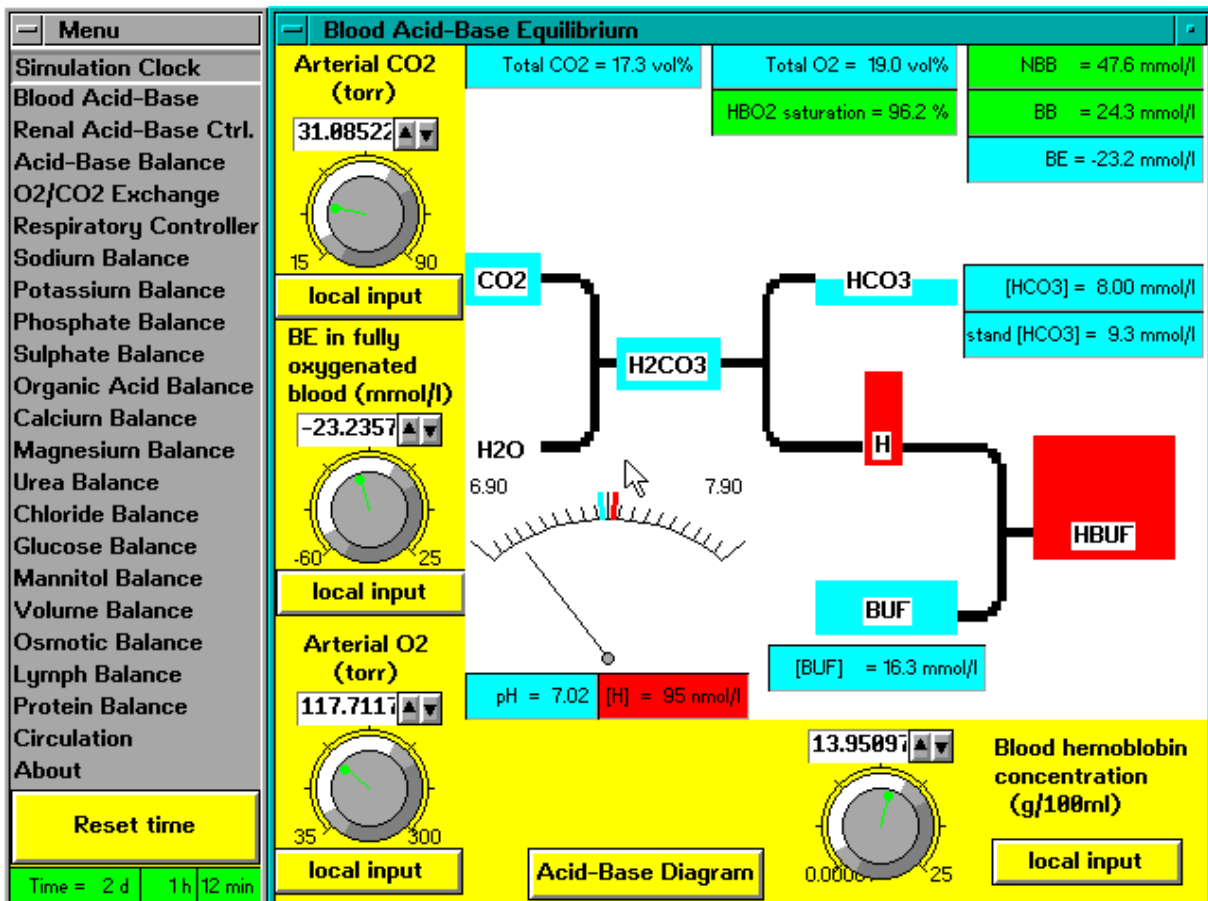 Menu
Simulation Clock
Blood Acid-Base
Renal Acid-Base Ctrl.
Acid-Base Balance
O2/CO2 Exchange
Respiratory Controller
Sodium Balance
Potassium Balance
Phosphate Balance
Sulphate Balance
Organic Acid Balance
Calcium Balance
Magnesium Balance
Urea Balance
Chloride Balance
Glucose Balance
Mannitol Balance
Volume Balance
Osmotic Balance
Lymph Balance
Protein Balance
Circulation
About
Reset time
Time = 2 d 1 h 12 min
Blood Acid-Base Equilibrium
Arterial CO2
(torr)
31.08522
15 90
local input
BE in fully
oxygenated
blood (mmol/l)
-23.2357
-60 25
local input
Arterial O2
(torr)
117.7117
35 300
local input
Total CO2 = 17.3 vol%
Total O2 = 19.0 vol%
HBO2 saturation = 96.2 %
NBB = 47.6 mmol/l
BB = 24.3 mmol/l
BE = -23.2 mmol/l
CO2
H2O
H2CO3
HCO3
[HCO3] = 8.00 mmol/l
stand [HCO3] = 9.3 mmol/l
H
HBUF
BUF
[BUF] = 16.3 mmol/l
6.90 7.90
pH = 7.02 [H] = 95 nmol/l
Acid-Base Diagram
13.95097
0.00001 25
Blood hemoblobin
concentration
(g/100ml)
local input